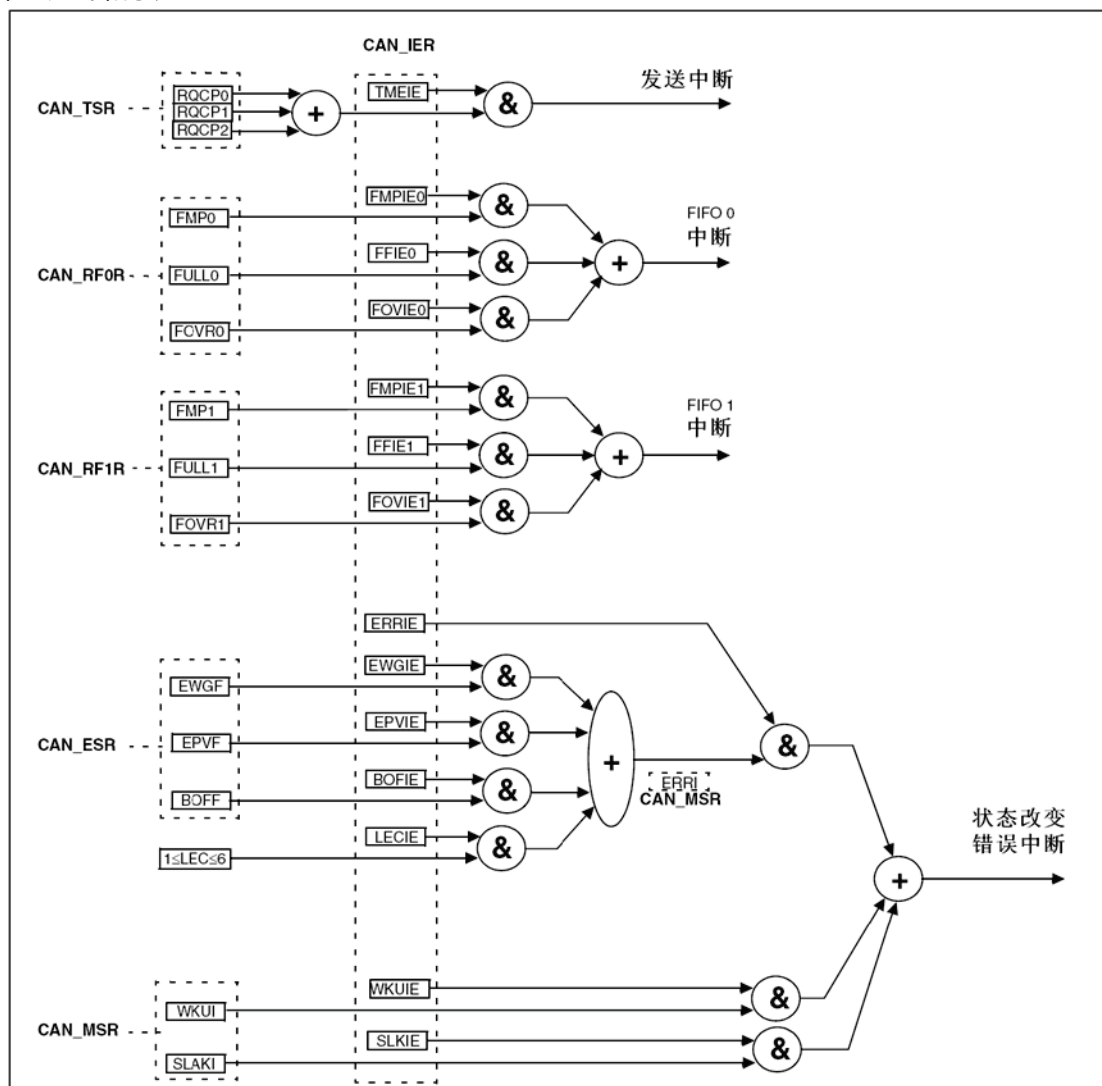 CAN_IER
发送中断
CAN_TSR
RQCP0
RQCP1
RQCP2
+
TMEIE
&
FMPIE0
&
FMP0
FIFO 0
中断
CAN_RF0R
FULL0
FFIE0
&
+
FOVIE0
&
FOVR0
FMPIE1
&
FMP1
FIFO 1
中断
CAN_RF1R
FULL1
FFIE1
&
+
FOVIE1
&
FOVR1
ERRIE
EWGIE
&
EWGF
CAN_ESR
EPVF
EPVIE
&
+
&
ERRI
CAN_MSR
BOFIE
&
BOFF
LECIE
&
1≤LEC≤6
状态改变
错误中断
+
WKUIE
&
WKUI
CAN_MSR
SLKIE
&
SLAKI